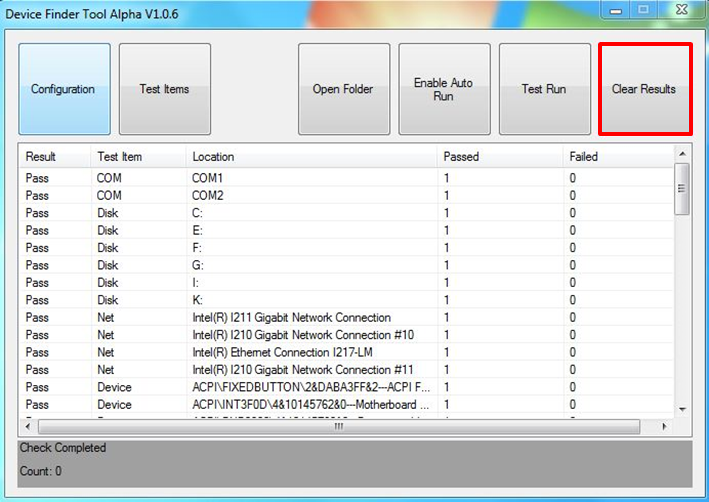 Device Finder Tool Alpha V1.0.6
Configuration
Test Items
Open Folder
Enable Auto
Run
Test Run
Clear Results
Result Test Item Location Passed Failed
Pass COM COM1 1 0
Pass COM COM2 1 0
Pass Disk C: 1 0
Pass Disk E: 1 0
Pass Disk F: 1 0
Pass Disk G: 1 0
Pass Disk I: 1 0
Pass Disk K: 1 0
Pass Net Intel(R) I211 Gigabit Network Connection 1 0
Pass Net Intel(R) I210 Gigabit Network Connection #10 1 0
Pass Net Intel(R) Ethernet Connection I217-LM 1 0
Pass Net Intel(R) I210 Gigabit Network Connection #11 1 0
Pass Device ACPI\FIXEDBUTTON\2&DABA3FF&2---ACPI F... 1 0
Pass Device ACPI\INT3F0D\4&10145762&0---Motherboard ... 1 0
Check Completed
Count: 0